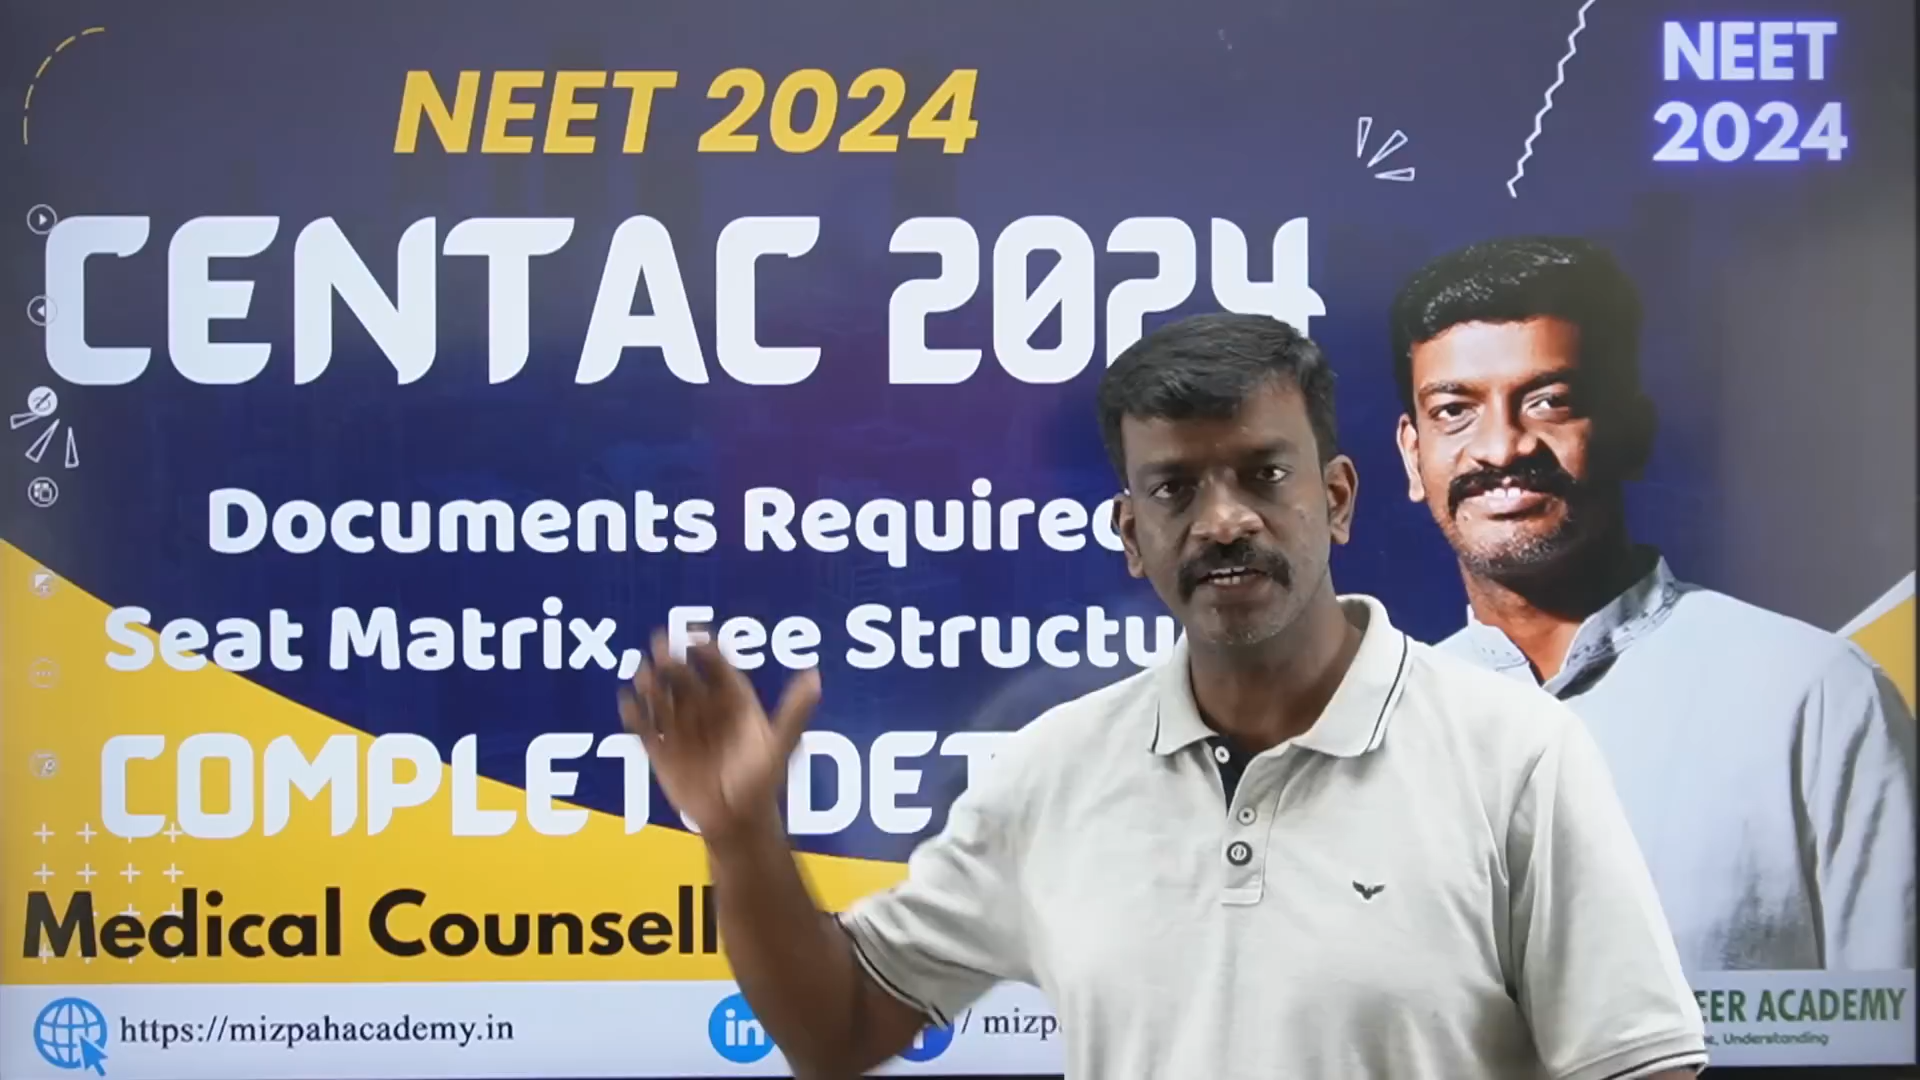 NEET 2024
NEET
2024
CENTAC 2024
Documents Required
Seat Matrix, Fee Structu
COMPLET DET
Medical Counsell
https://mizpahacademy.in
in
/ mizp
EER ACADEMY
e, Understanding